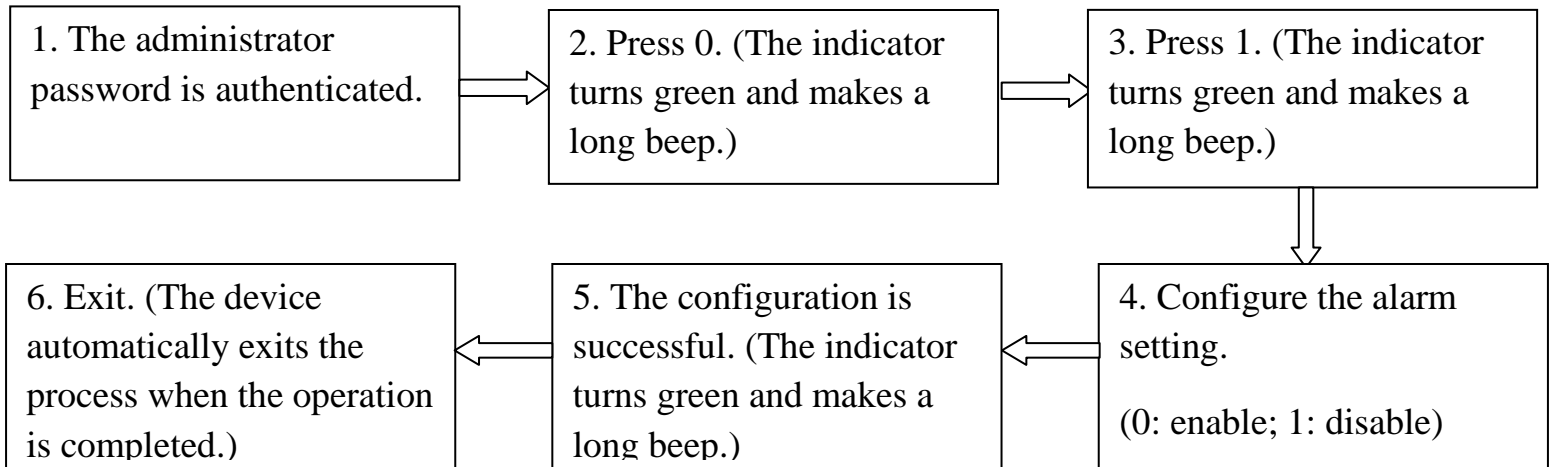 1. The administrator
password is authenticated.
2. Press 0. (The indicator
turns green and makes a
long beep.)
3. Press 1. (The indicator
turns green and makes a
long beep.)
4. Configure the alarm
setting.
(0: enable; 1: disable)
5. The configuration is
successful. (The indicator
turns green and makes a
long beep.)
6. Exit. (The device
automatically exits the
process when the operation
is completed.)